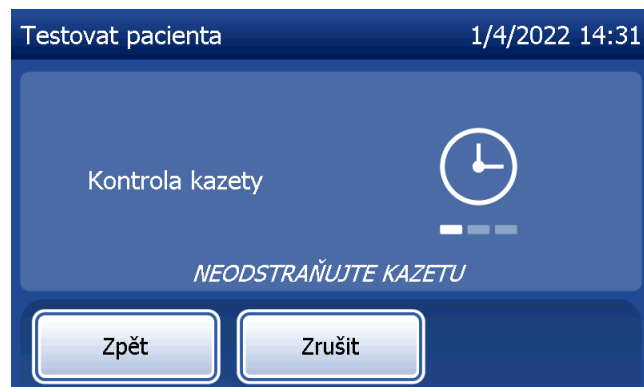 Testovat pacienta 1/4/2022 14:31
Kontrola kazety
NEODSTRAŇUJTE KAZETU
Zpět Zrušit